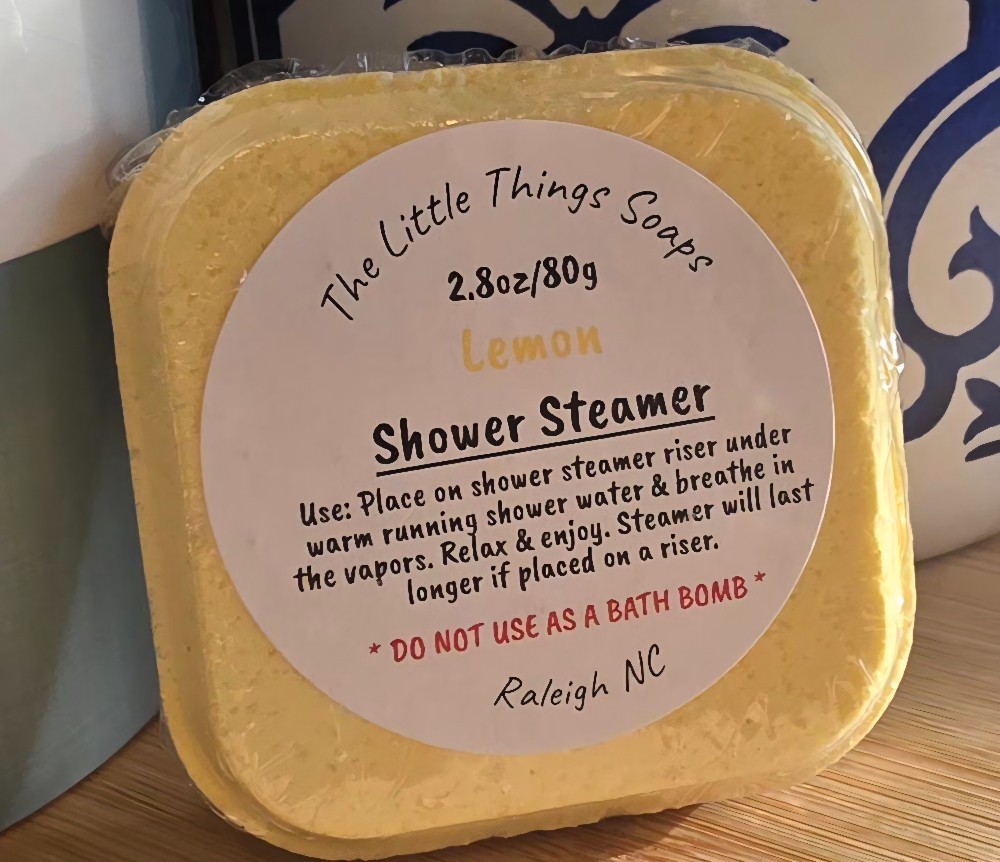 The Little Things Soaps
2.8oz/80g
Lemon
Shower Steamer
Use: Place on shower steamer riser under
warm running shower water & breathe in
the vapors. Relax & enjoy. Steamer will last
longer if placed on a riser.
* DO NOT USE AS A BATH BOMB *
Raleigh NC